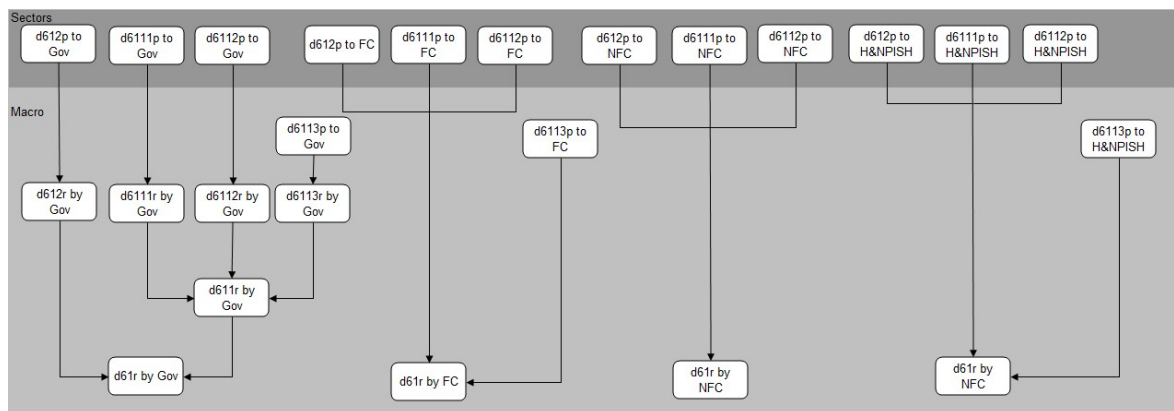 Sectors
d612p to
Gov
d6111p to
Gov
d6112p to
Gov
d612p to FC
d6111p to
FC
d6112p to
FC
d612p to
NFC
d6111p to
NFC
d6112p to
NFC
d612p to
H&NPISH
d6111p to
H&NPISH
d6112p to
H&NPISH
Macro
d6113p to
Gov
d6113p to
FC
d6113p to
H&NPISH
d612r by
Gov
d6111r by
Gov
d6112r by
Gov
d6113r by
Gov
d611r by
Gov
d61r by Gov
d61r by FC
d61r by
NFC
d61r by
NFC